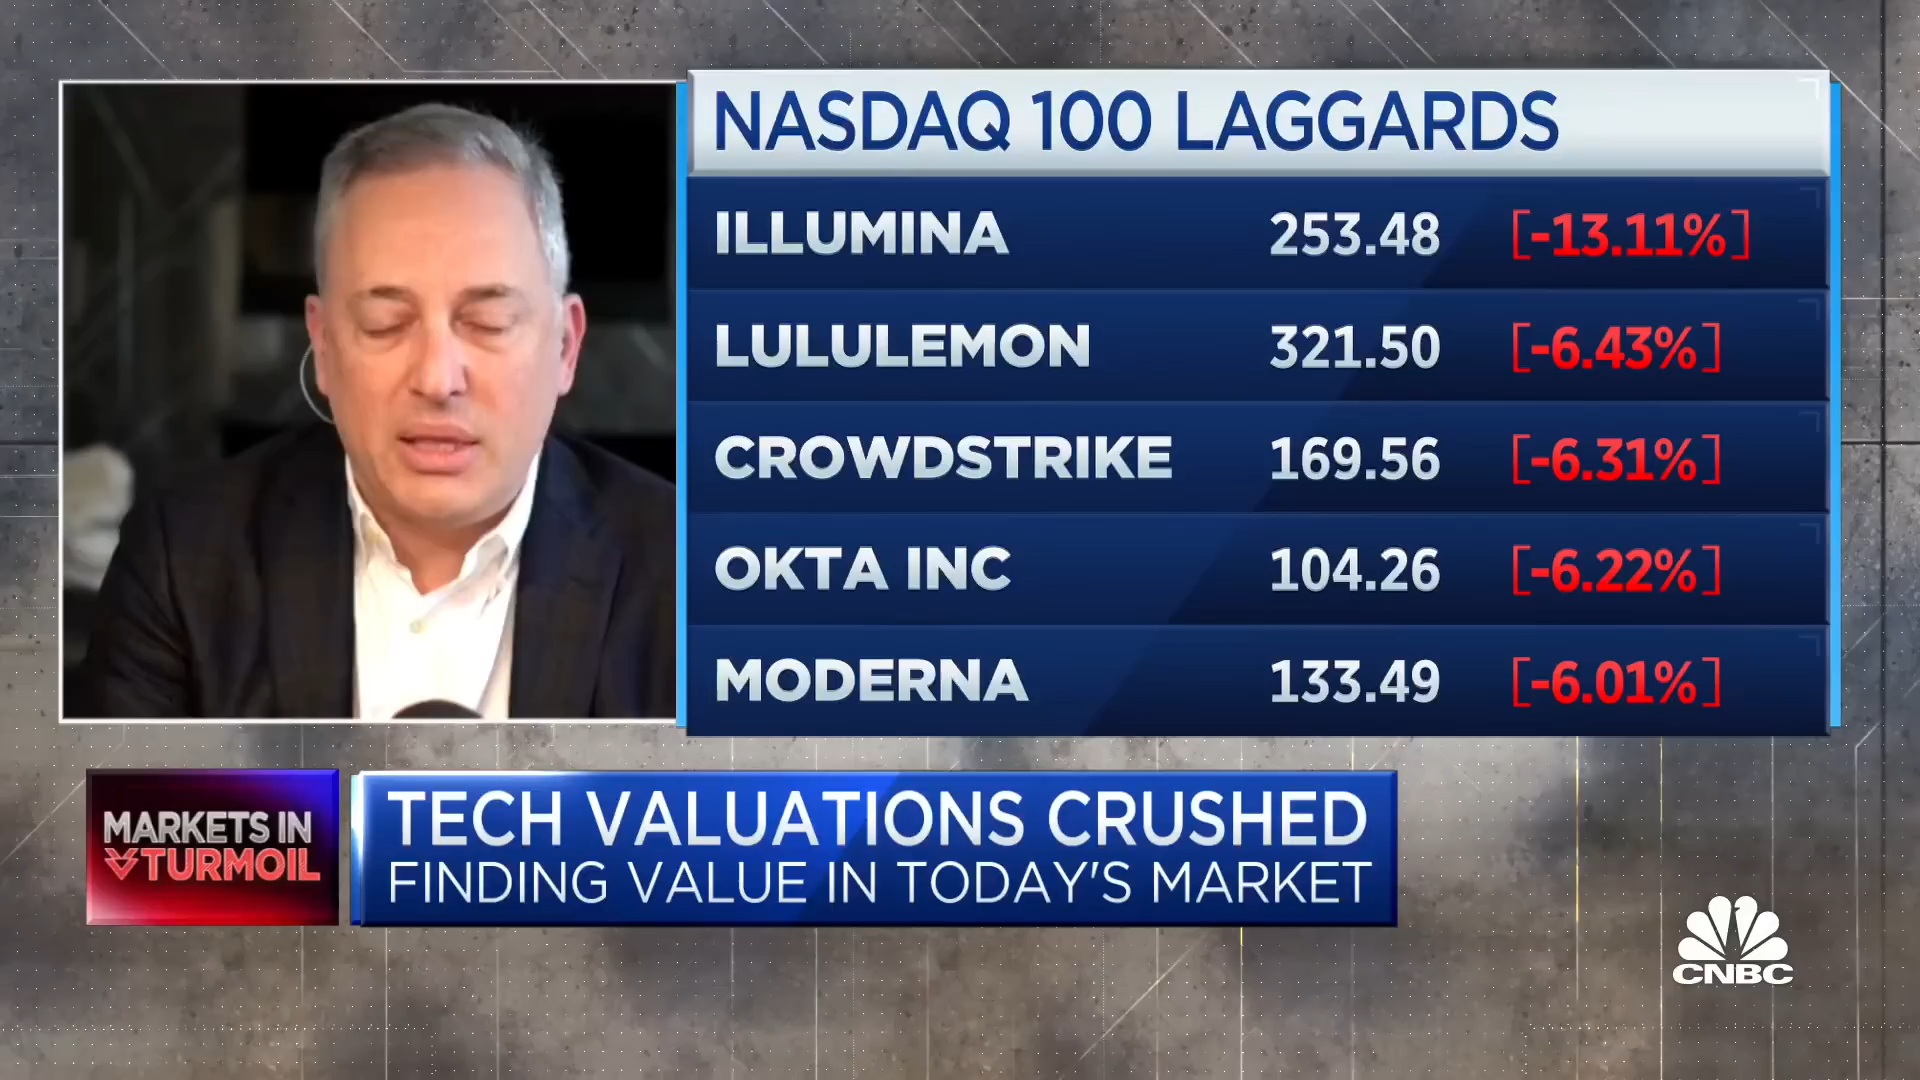 NASDAQ 100 LAGGARDS
ILLUMINA 253.48 [-13.11%]
LULULEMON 321.50 [-6.43%]
CROWDSTRIKE 169.56 [-6.31%]
OKTA INC 104.26 [-6.22%]
MODERNA 133.49 [-6.01%]
MARKETS IN
TURMOIL
TECH VALUATIONS CRUSHED
FINDING VALUE IN TODAY'S MARKET
CNBC